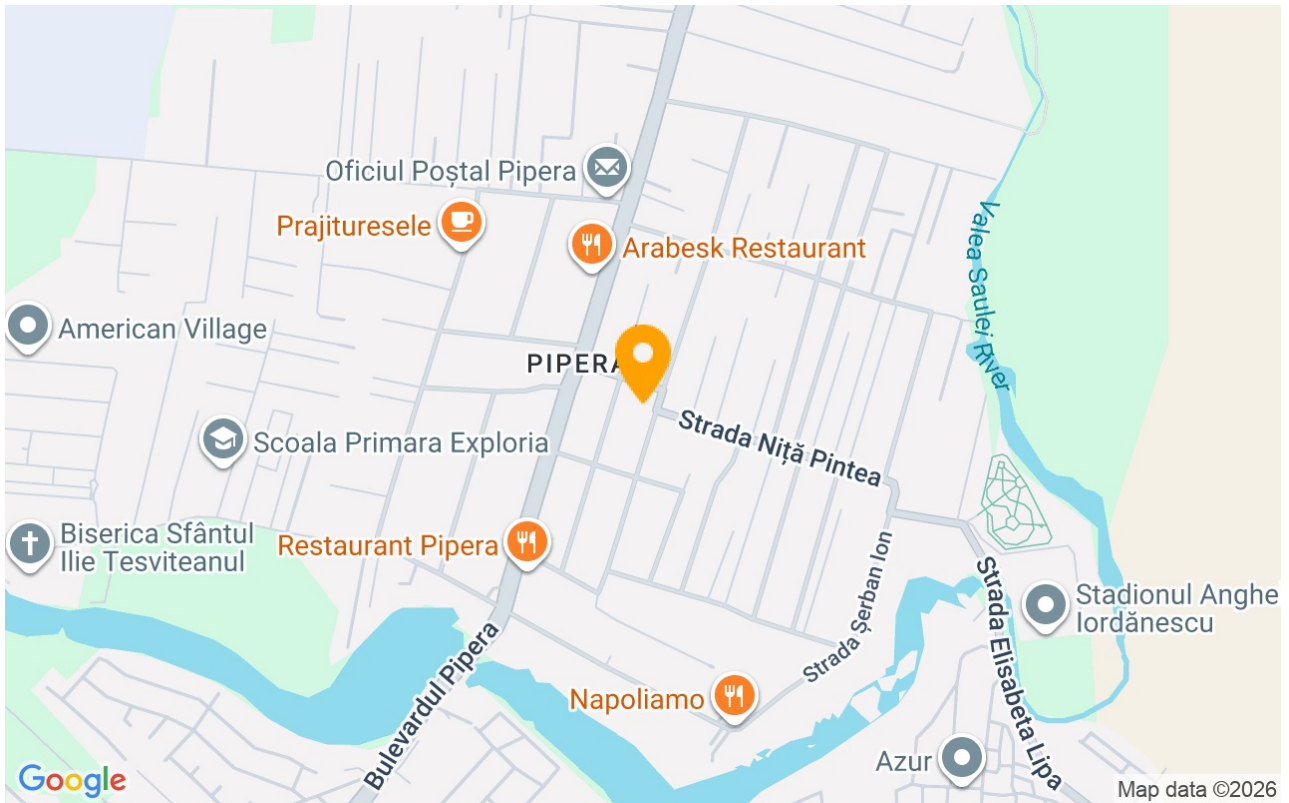 Oficiul Poștal Pipera
Prajituresele
Arabesk Restaurant
Valea Saulei River
American Village
PIPERA
Strada Niță Pintea
Scoala Primara Exploria
Biserica Sfântul
Ilie Tesviteanul
Restaurant Pipera
Strada Șerban Ion
Strada Elisabeta Lipa
Stadionul Anghe
Iordănescu
Bulevardul Pipera
Napoliamo
Azur
Google
Map data ©2026